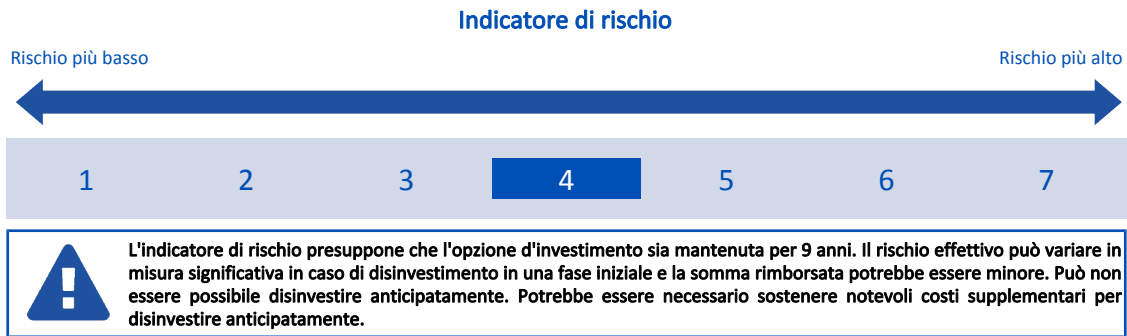 Indicatore di rischio
Rischio più basso
Rischio più alto
1 2 3 4 5 6 7
L'indicatore di rischio presuppone che l'opzione d'investimento sia mantenuta per 9 anni. Il rischio effettivo può variare in
misura significativa in caso di disinvestimento in una fase iniziale e la somma rimborsata potrebbe essere minore. Può non
essere possibile disinvestire anticipatamente. Potrebbe essere necessario sostenere notevoli costi supplementari per
disinvestire anticipatamente.